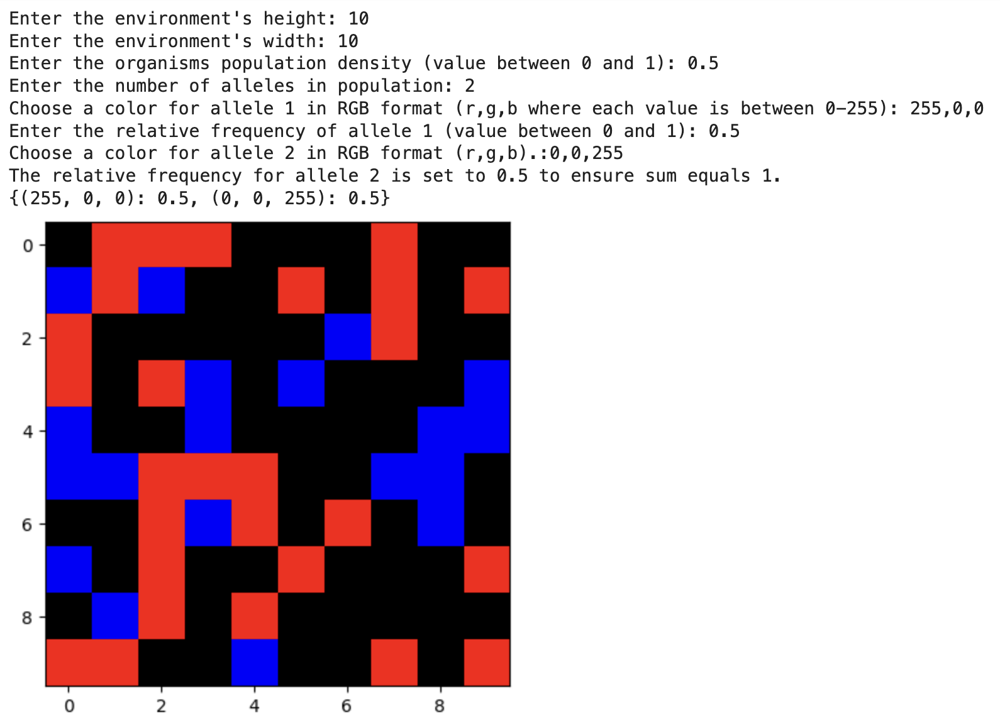 Enter the environment's height: 10
Enter the environment's width: 10
Enter the organisms population density (value between 0 and 1): 0.5
Enter the number of alleles in population: 2
Choose a color for allele 1 in RGB format (r,g,b where each value is between 0-255): 255,0,0
Enter the relative frequency of allele 1 (value between 0 and 1): 0.5
Choose a color for allele 2 in RGB format (r,g,b).:0,0,255
The relative frequency for allele 2 is set to 0.5 to ensure sum equals 1.
{(255, 0, 0): 0.5, (0, 0, 255): 0.5}
0
2
4
6
8
0 2 4 6 8